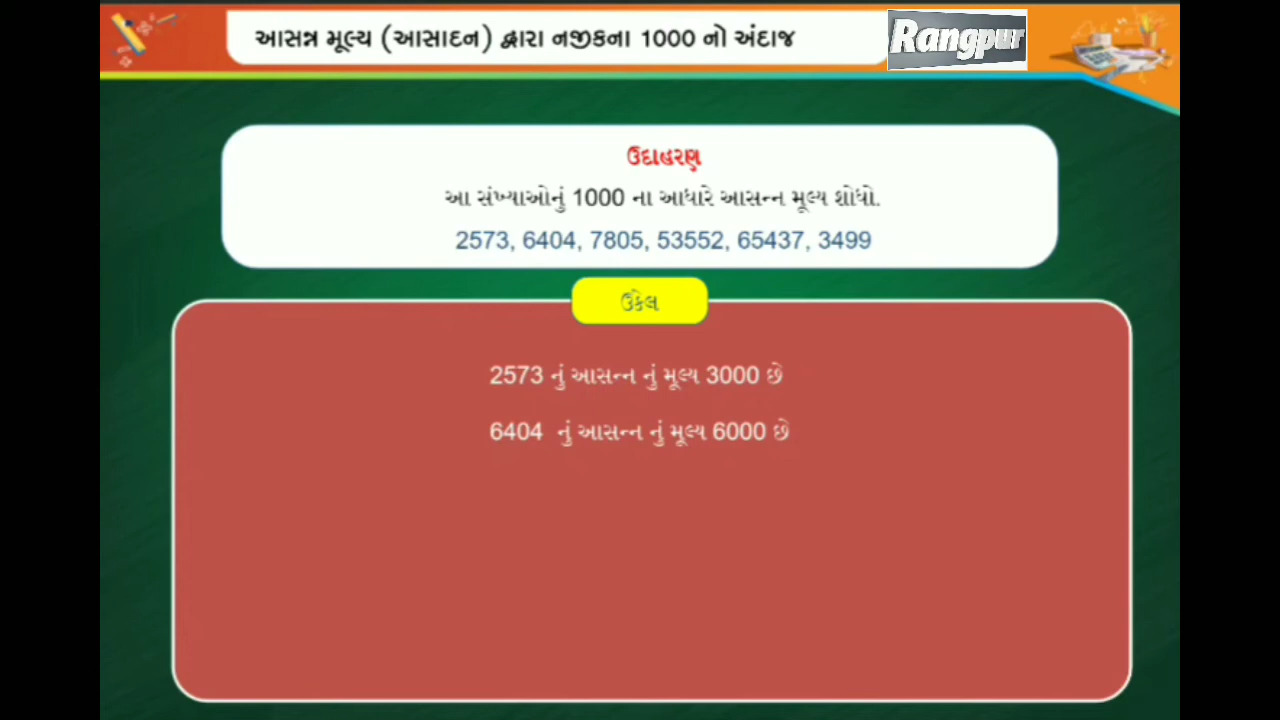 આસન્ન મૂલ્ય (આસાદન) દ્વારા નજીકના 1000 નો અંદાજ
Rangpur
ઉદાહરણ
આ સંખ્યાઓનું 1000 ના આધારે આસન્ન મૂલ્ય શોધો.
2573, 6404, 7805, 53552, 65437, 3499
ઉકેલ
2573 નું આસન્ન નું મૂલ્ય 3000 છે
6404 નું આસન્ન નું મૂલ્ય 6000 છે